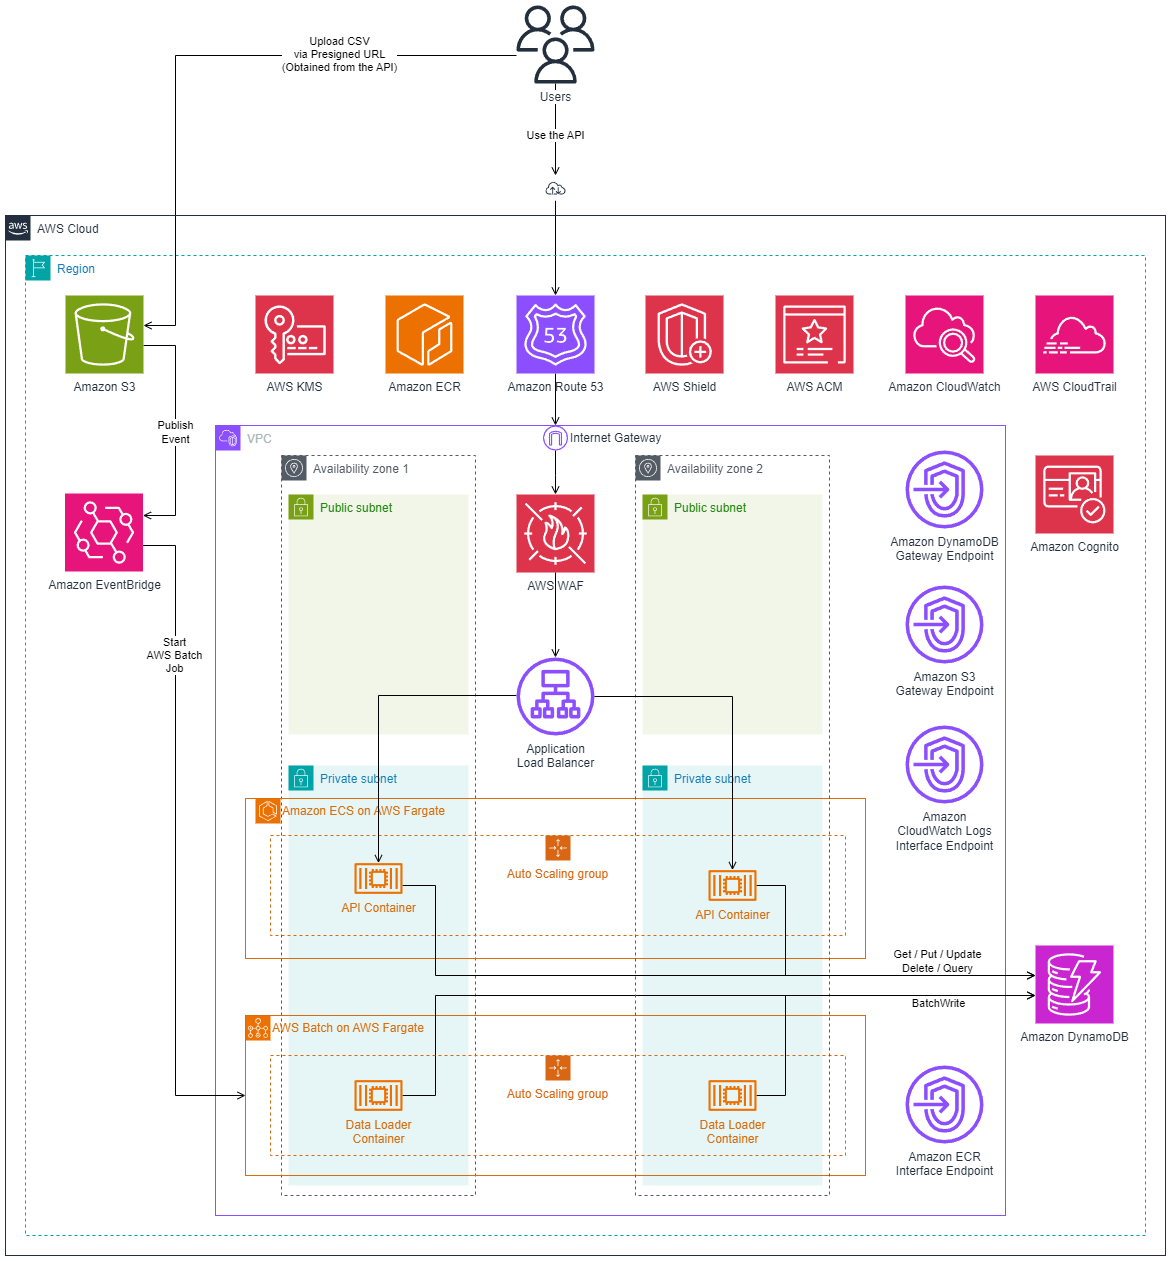 Upload CSV
via Presigned URL
(Obtained from the API)
Users
Use the API
aws
AWS Cloud
Region
53
Amazon S3
AWS KMS
Amazon ECR
Amazon Route 53
AWS Shield
AWS ACM
Amazon CloudWatch
AWS CloudTrail
Publish
Event
VPC
Internet Gateway
Availability zone 1
Availability zone 2
Public subnet
Public subnet
Amazon DynamoDB
Gateway Endpoint
Amazon Cognito
Amazon EventBridge
AWS WAF
Start
AWS Batch
Job
Amazon S3
Gateway Endpoint
Application
Load Balancer
Private subnet
Private subnet
Amazon ECS on AWS Fargate
Amazon
CloudWatch Logs
Interface Endpoint
Auto Scaling group
API Container
API Container
Get / Put / Update
Delete / Query
BatchWrite
Amazon DynamoDB
AWS Batch on AWS Fargate
Auto Scaling group
Data Loader
Container
Data Loader
Container
Amazon ECR
Interface Endpoint